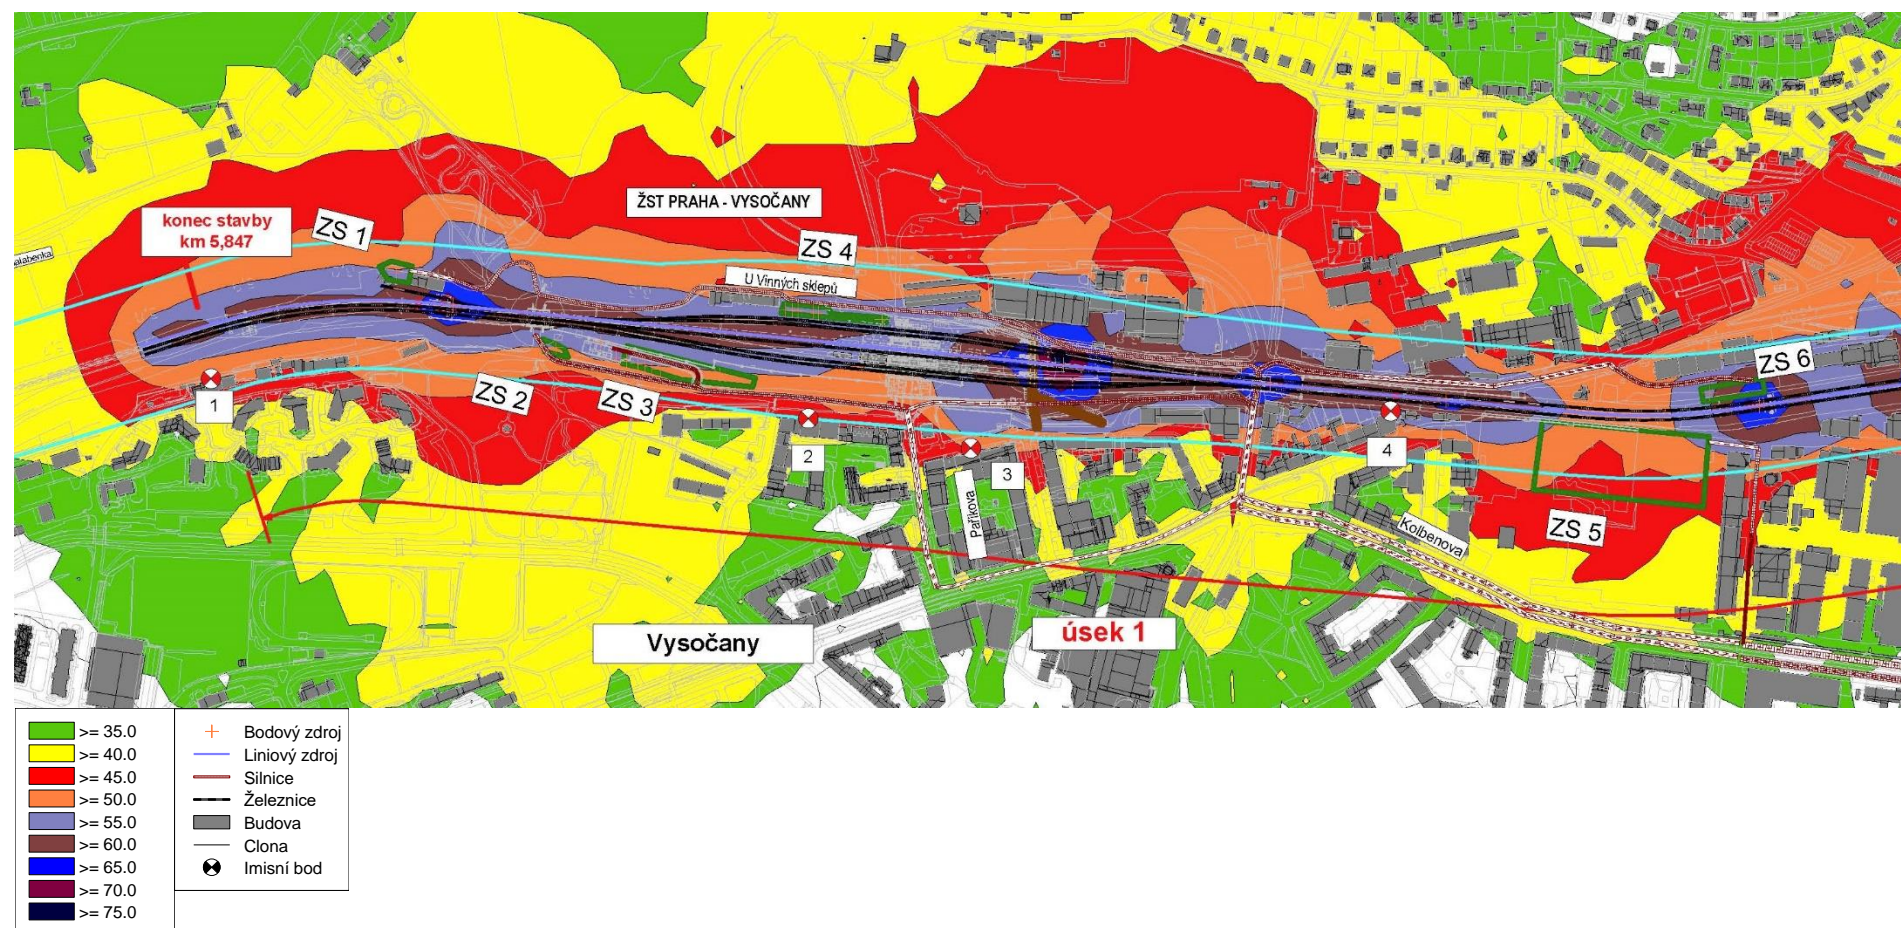 ŽST PRAHA - VYSOČANY
konec stavby
km 5,847
ZS 1
ZS 4
U Vinných sklepů
ZS 6
ZS 2
ZS 3
1
2
3
4
Paříkova
Kolbenova
ZS 5
Vysočany
úsek 1
>= 35.0
>= 40.0
>= 45.0
>= 50.0
>= 55.0
>= 60.0
>= 65.0
>= 70.0
>= 75.0
Bodový zdroj
Liniový zdroj
Silnice
Železnice
Budova
Clona
Imisní bod